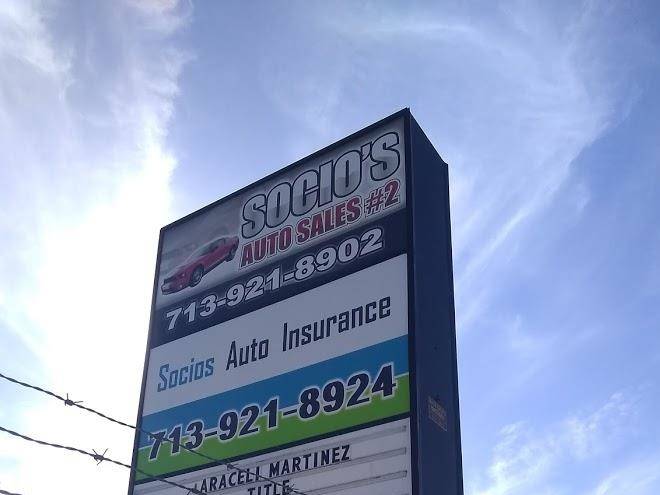 SOCIO'S
AUTO SALES #2
713-921-8902
Socios Auto Insurance
713-921-8924
ARACELI MARTINEZ
TITLE